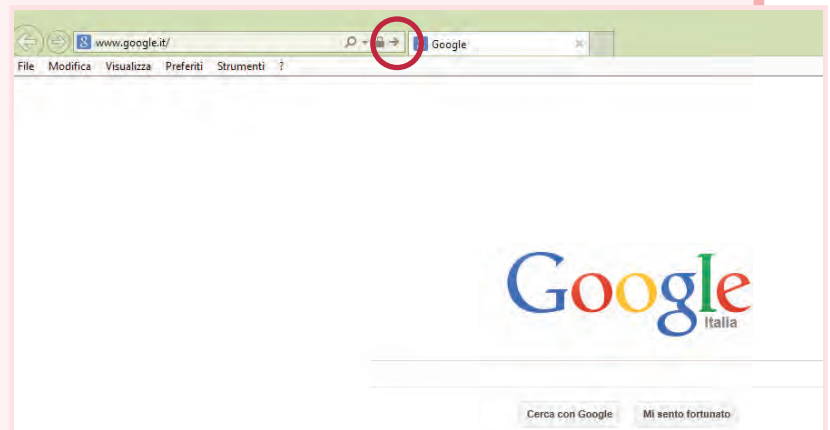 www.google.it/
Google
File Modifica Visualizza Preferiti Strumenti ?
Google
Italia
Cerca con Google Mi sento fortunato